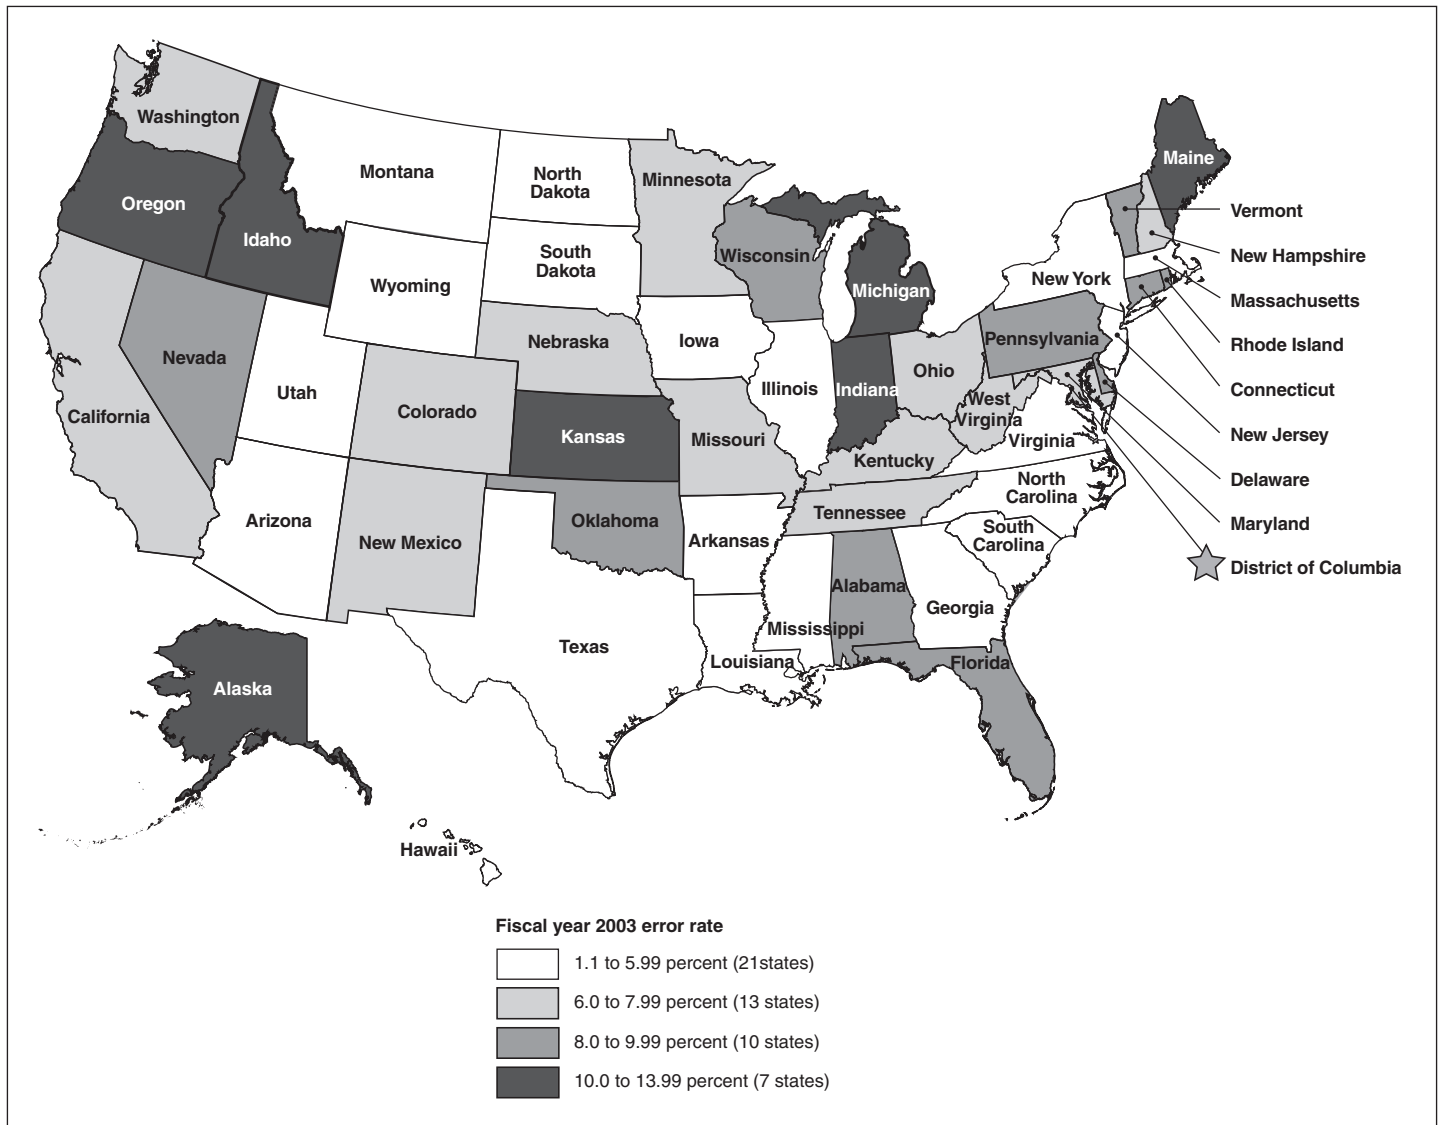 Washington
Montana
North
Dakota
Minnesota
Maine
Oregon
Idaho
Vermont
Wisconsin
South
Dakota
New Hampshire
Wyoming
Michigan
New York
Massachusetts
Nebraska
Iowa
Pennsylvania
Rhode Island
Nevada
Utah
Illinois
Indiana
Ohio
Connecticut
California
Colorado
Kansas
Missouri
West
Virginia
Virginia
New Jersey
Kentucky
Delaware
Arizona
New Mexico
Oklahoma
Arkansas
Tennessee
North
Carolina
South
Carolina
Maryland
District of Columbia
Alabama
Georgia
Mississippi
Texas
Louisiana
Florida
Alaska
Hawaii
Fiscal year 2003 error rate
1.1 to 5.99 percent (21states)
6.0 to 7.99 percent (13 states)
8.0 to 9.99 percent (10 states)
10.0 to 13.99 percent (7 states)